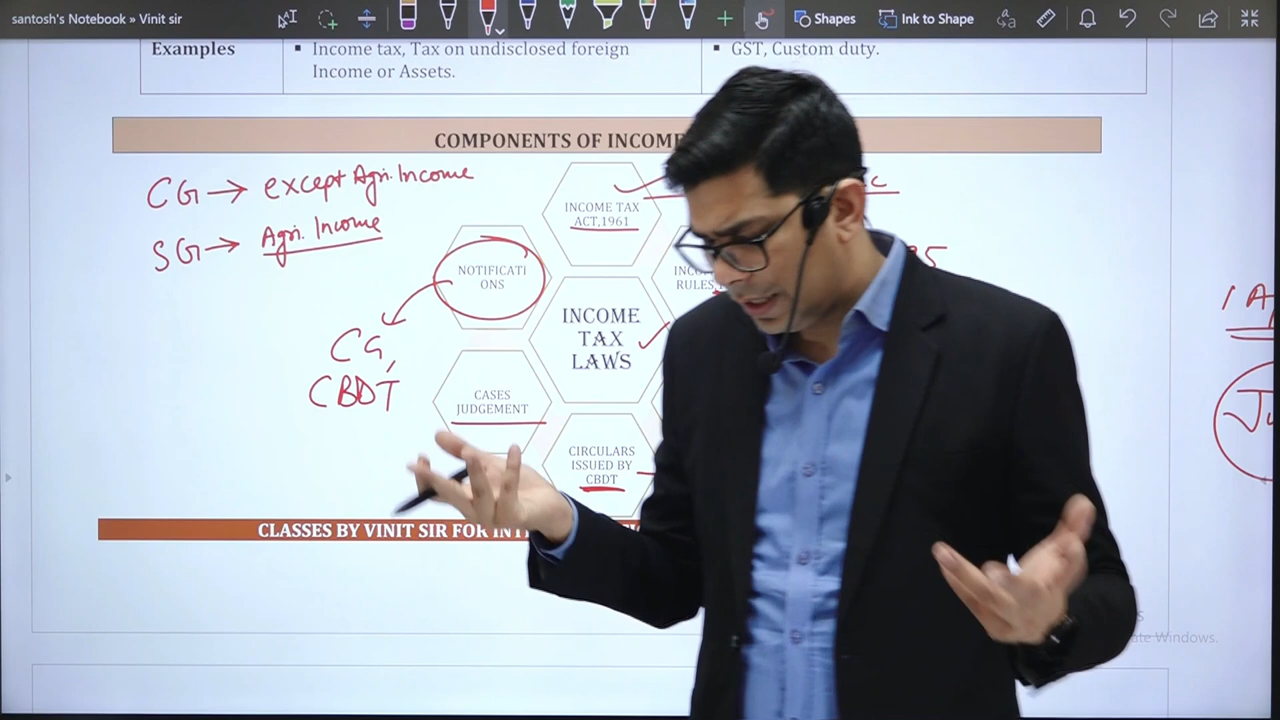 santosh's Notebook » Vinit sir
Shapes
Ink to Shape
Examples
▪ Income tax, Tax on undisclosed foreign
Income or Assets.
▪ GST, Custom duty.
COMPONENTS OF INCOME
CG → except Agri. Income
SG → Agri. Income
INCOME TAX
ACT,1961
NOTIFICATI
ONS
RULES,
INCOME
TAX
LAWS
CG,
CBDT
CASES
JUDGEMENT
CIRCULARS
ISSUED BY
CBDT
CLASSES BY VINIT SIR FOR
Windows.